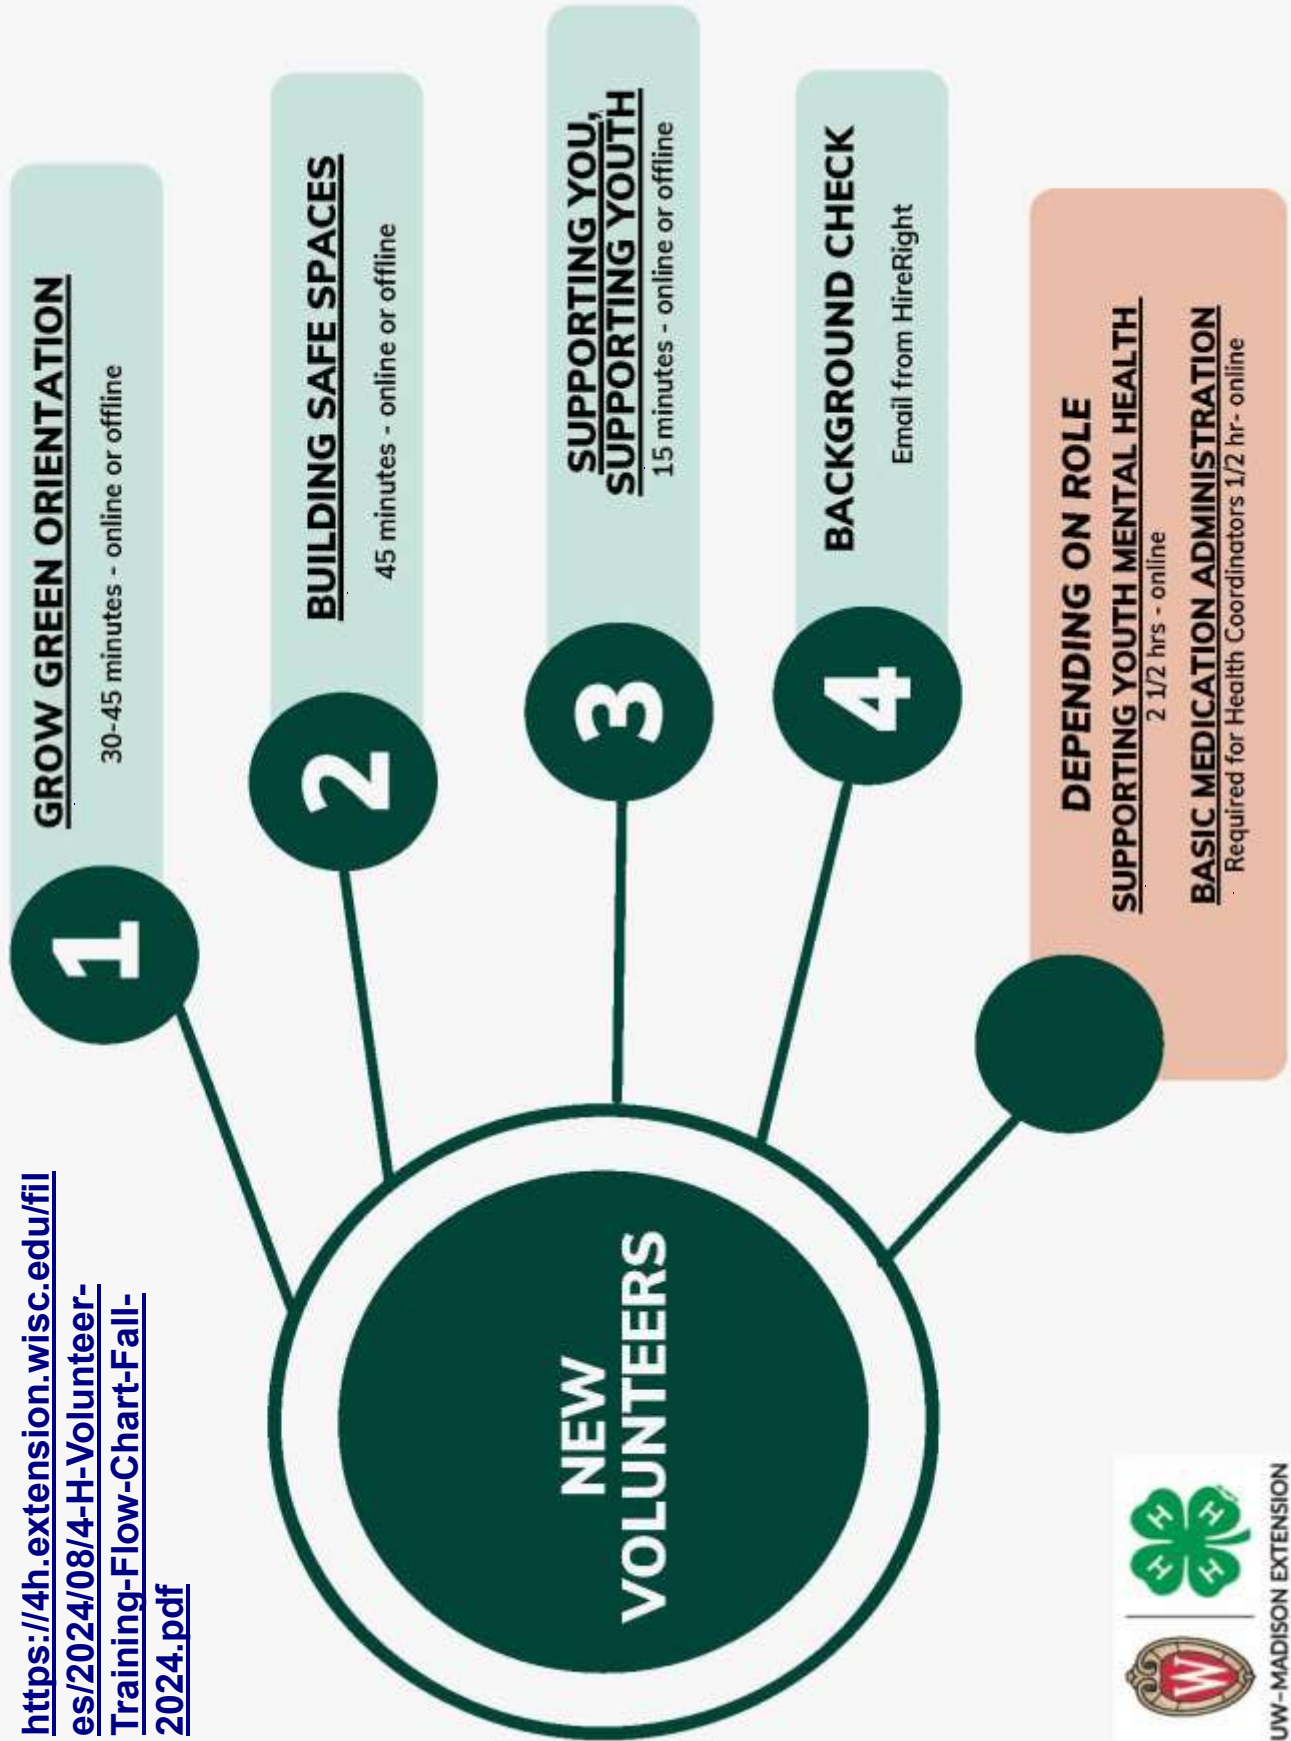 https://4h.extension.wisc.edu/fil
es/2024/08/4-H-Volunteer-
Training-Flow-Chart-Fall-
2024.pdf
NEW
VOLUNTEERS
1
GROW GREEN ORIENTATION
30-45 minutes - online or offline
2
BUILDING SAFE SPACES
45 minutes - online or offline
3
SUPPORTING YOU,
SUPPORTING YOUTH
15 minutes - online or offline
4
BACKGROUND CHECK
Email from HireRight
DEPENDING ON ROLE
SUPPORTING YOUTH MENTAL HEALTH
2 1/2 hrs - online
BASIC MEDICATION ADMINISTRATION
Required for Health Coordinators 1/2 hr- online
W
H H
H H
UW-MADISON EXTENSION